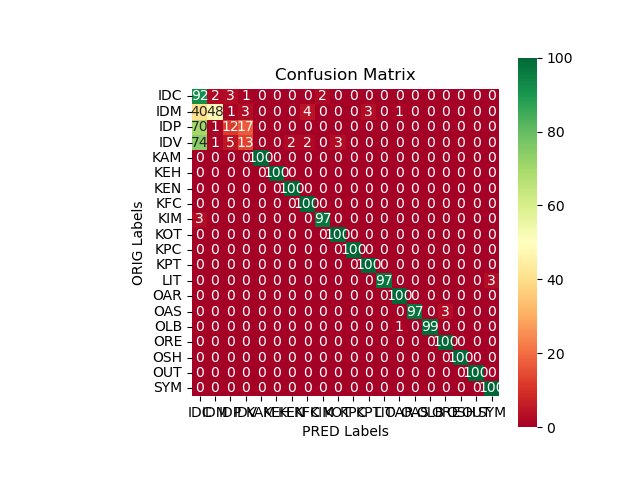 Confusion Matrix
IDC 92 2 3 1 0 0 0 0 2 0 0 0 0 0 0 0 0 0 0 0
IDM 40 48 1 3 0 0 0 4 0 0 0 3 0 1 0 0 0 0 0 0
IDP 70 1 12 17 0 0 0 0 0 0 0 0 0 0 0 0 0 0 0 0
IDV 74 1 5 13 0 0 2 2 0 3 0 0 0 0 0 0 0 0 0 0
KAM 0 0 0 0 100 0 0 0 0 0 0 0 0 0 0 0 0 0 0 0
KEH 0 0 0 0 0 100 0 0 0 0 0 0 0 0 0 0 0 0 0 0
KEN 0 0 0 0 0 0 100 0 0 0 0 0 0 0 0 0 0 0 0 0
KFC 0 0 0 0 0 0 0 100 0 0 0 0 0 0 0 0 0 0 0 0
KIM 3 0 0 0 0 0 0 0 97 0 0 0 0 0 0 0 0 0 0 0
KOT 0 0 0 0 0 0 0 0 0 100 0 0 0 0 0 0 0 0 0 0
KPC 0 0 0 0 0 0 0 0 0 0 100 0 0 0 0 0 0 0 0 0
KPT 0 0 0 0 0 0 0 0 0 0 0 100 0 0 0 0 0 0 0 0
LIT 0 0 0 0 0 0 0 0 0 0 0 0 97 0 0 0 0 0 0 3
OAR 0 0 0 0 0 0 0 0 0 0 0 0 0 100 0 0 0 0 0 0
OAS 0 0 0 0 0 0 0 0 0 0 0 0 0 0 97 0 3 0 0 0
OLB 0 0 0 0 0 0 0 0 0 0 0 0 0 1 0 99 0 0 0 0
ORE 0 0 0 0 0 0 0 0 0 0 0 0 0 0 0 0 100 0 0 0
OSH 0 0 0 0 0 0 0 0 0 0 0 0 0 0 0 0 0 100 0 0
OUT 0 0 0 0 0 0 0 0 0 0 0 0 0 0 0 0 0 0 100 0
SYM 0 0 0 0 0 0 0 0 0 0 0 0 0 0 0 0 0 0 0 100
IDC IDM IDP IDV KAM KEH KEN KFC KIM KOT KPC KPT LIT OAR OAS OLB ORE OSH OUT SYM
PRED Labels
ORIG Labels
100
80
60
40
20
0